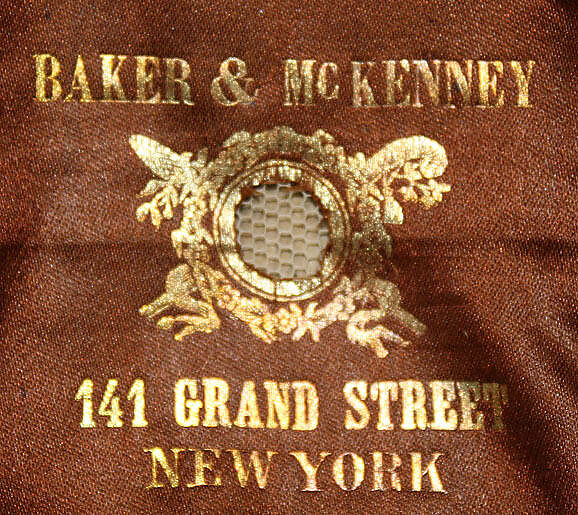 BAKER & McKENNEY
141 GRAND STREET
NEW YORK